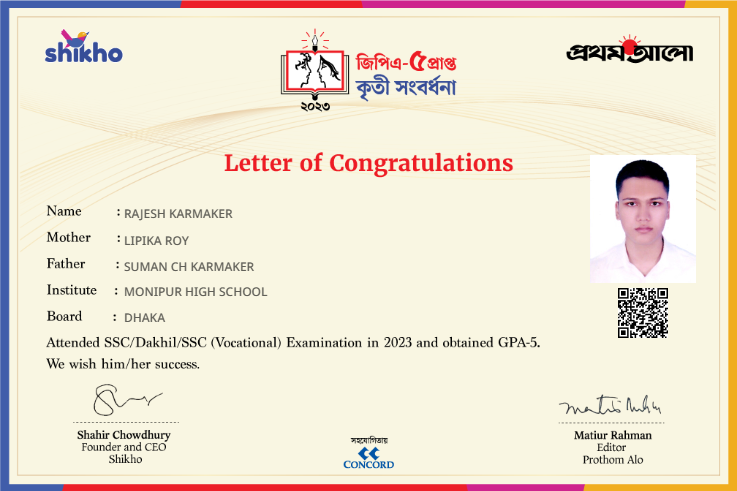 shikho
জিপিএ-৫ প্রাপ্ত
কৃতী সংবর্ধনা
২০২৩
প্রথম আলো
Letter of Congratulations
Name : RAJESH KARMAKER
Mother : LIPIKA ROY
Father : SUMAN CH KARMAKER
Institute : MONIPUR HIGH SCHOOL
Board : DHAKA
Attended SSC/Dakhil/SSC (Vocational) Examination in 2023 and obtained GPA-5.
We wish him/her success.
Shahir Chowdhury
Founder and CEO
Shikho
সহযোগিতায়
CONCORD
Matiur Rahman
Editor
Prothom Alo